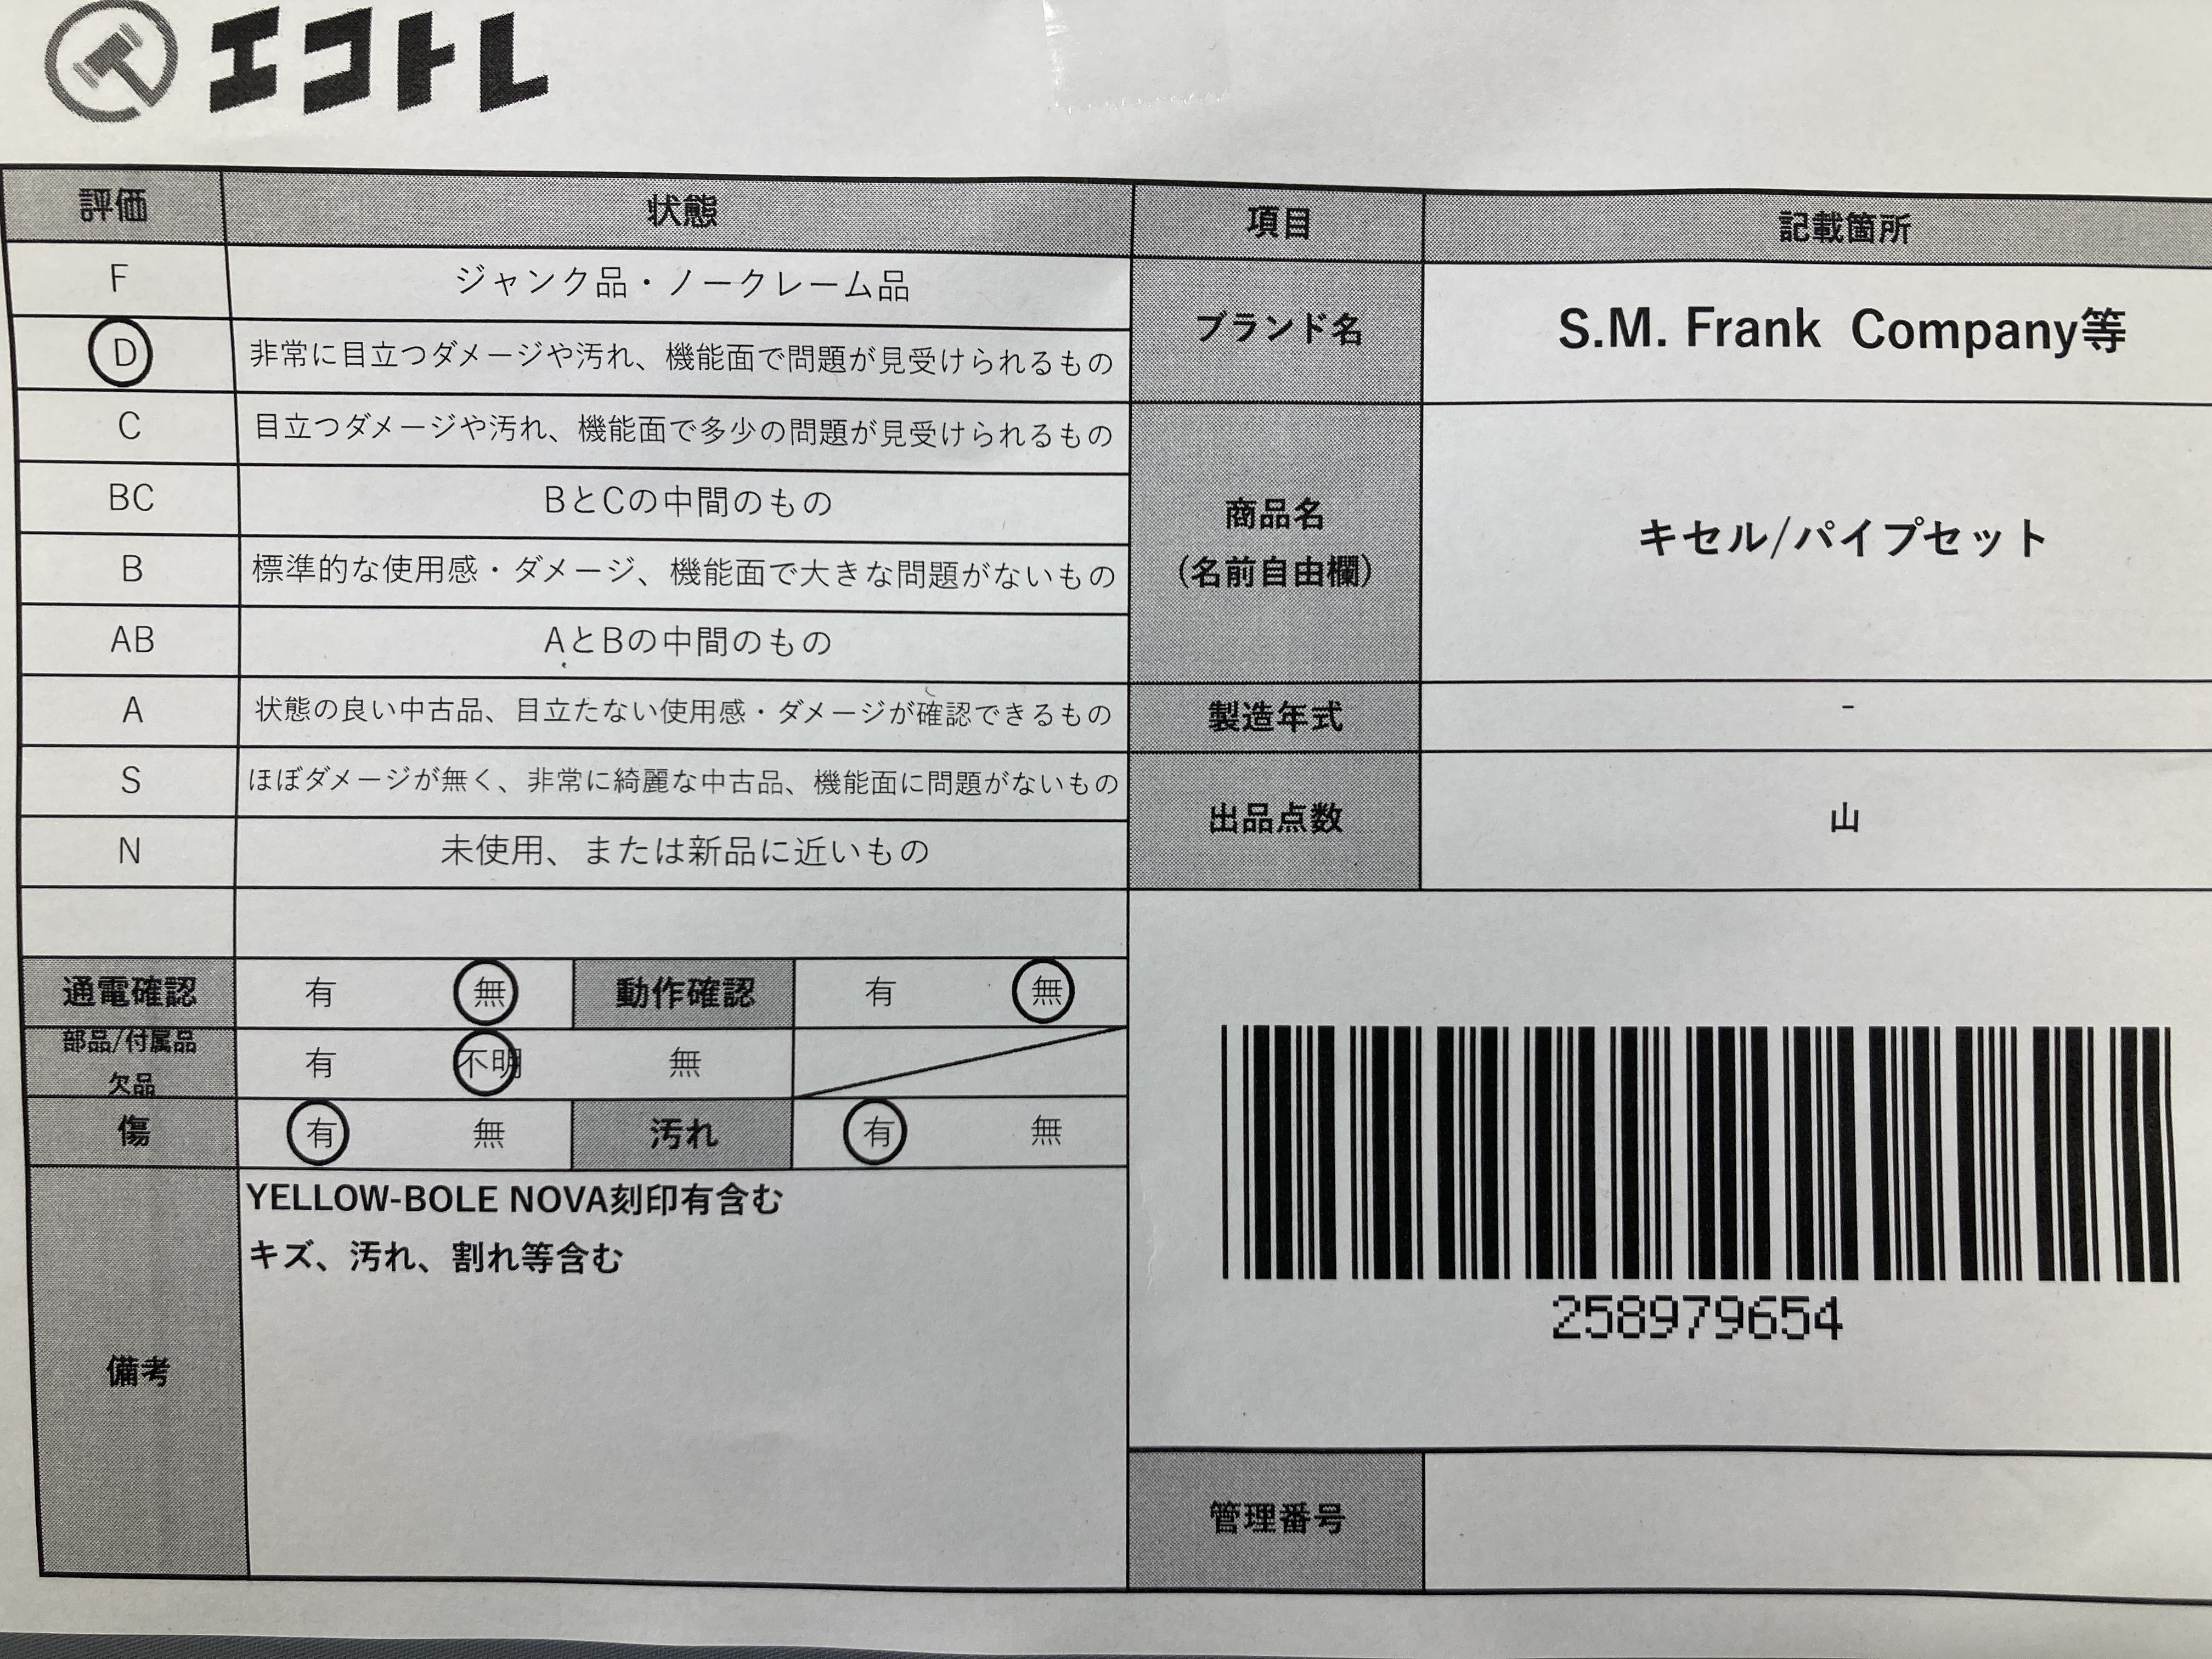 エコトレ
評価 状態
F ジャンク品・ノークレーム品
D 非常に目立つダメージや汚れ、機能面で問題が見受けられるもの
C 目立つダメージや汚れ、機能面で多少の問題が見受けられるもの
BC BとCの中間のもの
B 標準的な使用感・ダメージ、機能面で大きな問題がないもの
AB AとBの中間のもの
A 状態の良い中古品、目立たない使用感・ダメージが確認できるもの
S ほぼダメージが無く、非常に綺麗な中古品、機能面に問題がないもの
N 未使用、または新品に近いもの
通電確認 有 無 動作確認 有 無
部品/付属品
欠品
有 不明 無
傷 有 無 汚れ 有 無
備考
YELLOW-BOLE NOVA刻印有含む
キズ、汚れ、割れ等含む
項目 記載箇所
ブランド名 S.M. Frank Company等
商品名
(名前自由欄)
キセル/パイプセット
製造年式 -
出品点数 山
258979654
管理番号